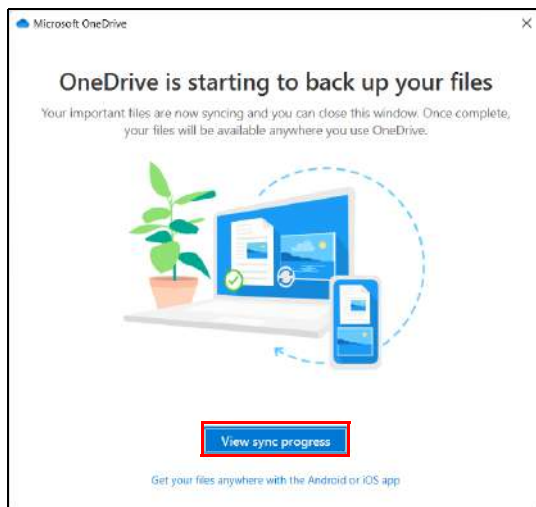 Microsoft OneDrive
OneDrive is starting to back up your files
Your important files are now syncing and you can close this window. Once complete,
your files will be available anywhere you use OneDrive.
View sync progress
Get your files anywhere with the Android or iOS app